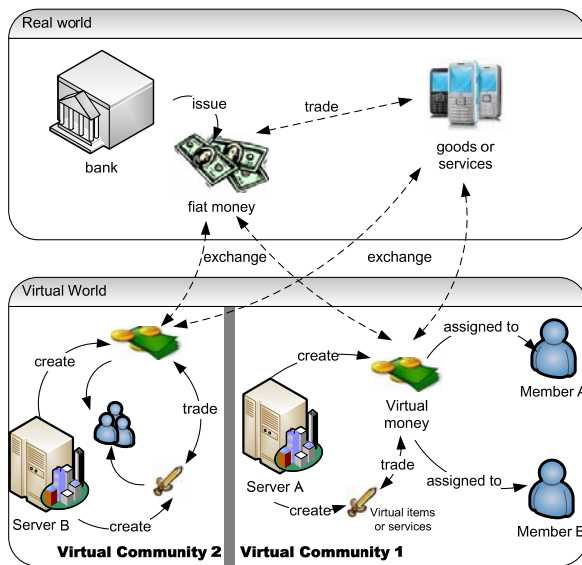 Real world
issue
trade
bank
goods or
services
fiat money
exchange
exchange
Virtual World
assigned to
create
create
Member A
trade
Virtual
money
trade
Server A
assigned to
Server B
create
create
Virtual items
or services
Member B
Virtual Community 2
Virtual Community 1